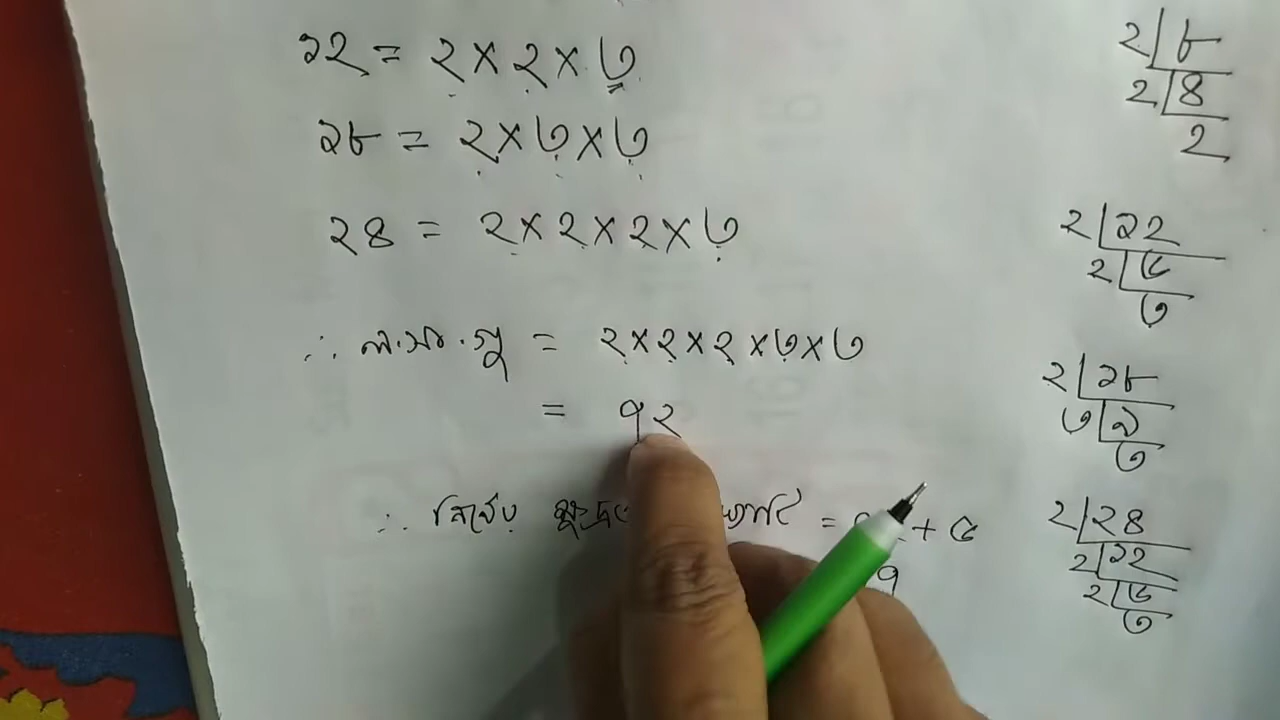 ১২ = ২ × ২ × ৩
১৮ = ২ × ৩ × ৩
২৪ = ২ × ২ × ২ × ৩
∴ ল.সা.গু = ২ × ২ × ২ × ৩ × ৩
= ৭২
∴ নির্ণেয় = + ৫
৭
২ | ৮
২ | ৪
২
২ | ১২
২ | ৬
৩
২ | ১৮
৩ | ৯
৩
২ | ২৪
২ | ১২
২ | ৬
৩